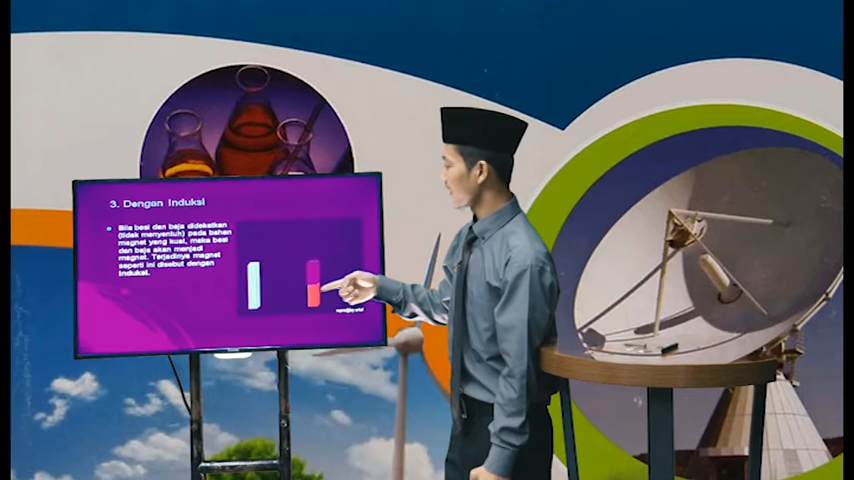 3. Dengan Induksi
Bila besi dan baja didekatkan
(tidak menyentuh) pada bahan
magnet yang kuat, maka besi
dan baja akan menjadi
magnet. Terjadinya magnet
seperti ini disebut dengan
Induksi.